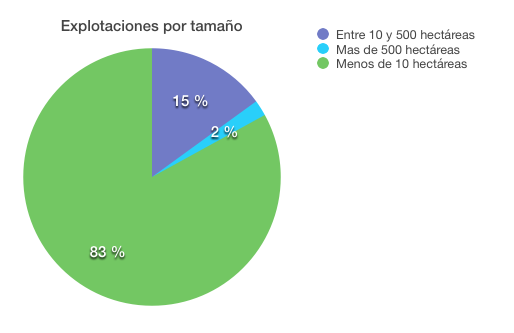 Explotaciones por tamaño
Entre 10 y 500 hectáreas
Mas de 500 hectáreas
Menos de 10 hectáreas
15 %
2 %
83 %